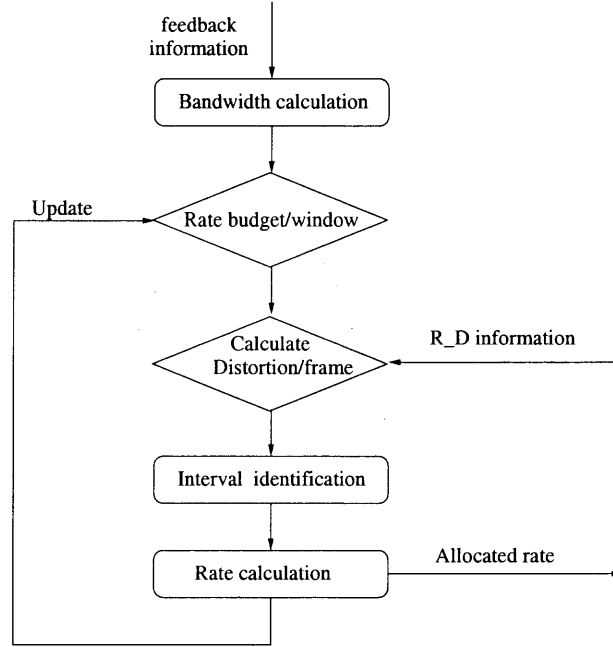 feedback
information
Bandwidth calculation
Update
Rate budget/window
Calculate
Distortion/frame
R_D information
Interval identification
Rate calculation
Allocated rate